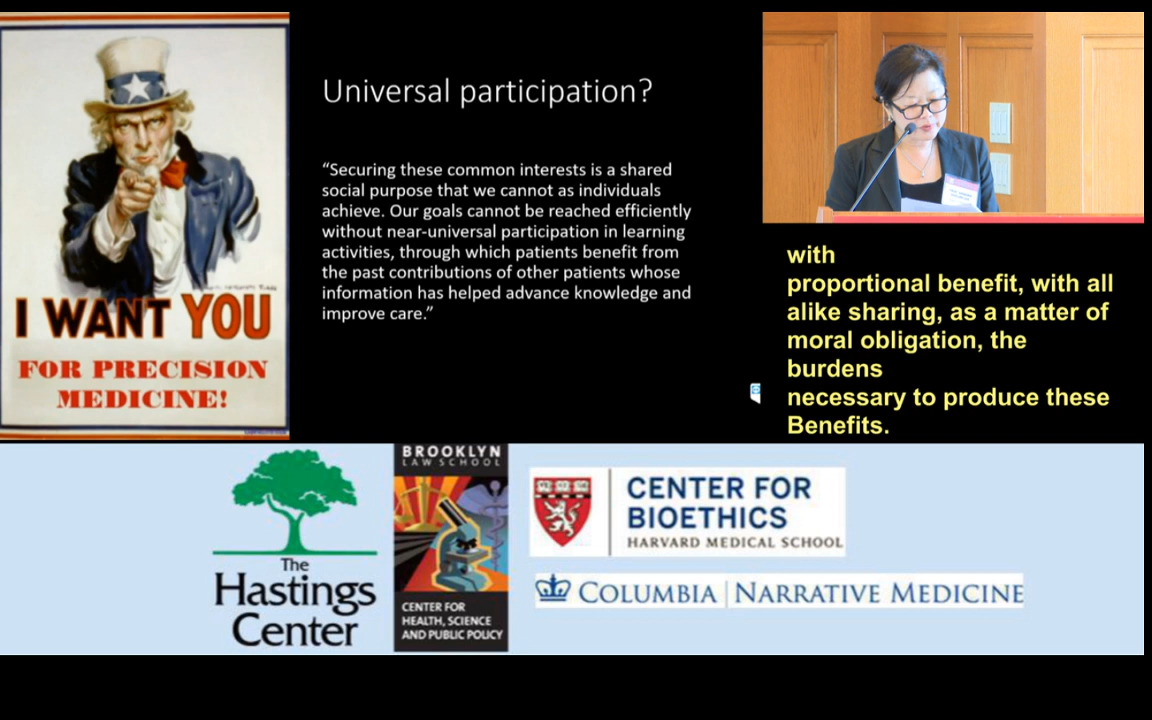 I WANT YOU
FOR PRECISION
MEDICINE!
Universal participation?
“Securing these common interests is a shared
social purpose that we cannot as individuals
achieve. Our goals cannot be reached efficiently
without near-universal participation in learning
activities, through which patients benefit from
the past contributions of other patients whose
information has helped advance knowledge and
improve care.”
with
proportional benefit, with all
alike sharing, as a matter of
moral obligation, the
burdens
necessary to produce these
Benefits.
The
Hastings
Center
BROOKLYN
LAW SCHOOL
CENTER FOR
HEALTH, SCIENCE
AND PUBLIC POLICY
CENTER FOR
BIOETHICS
HARVARD MEDICAL SCHOOL
COLUMBIA | NARRATIVE MEDICINE